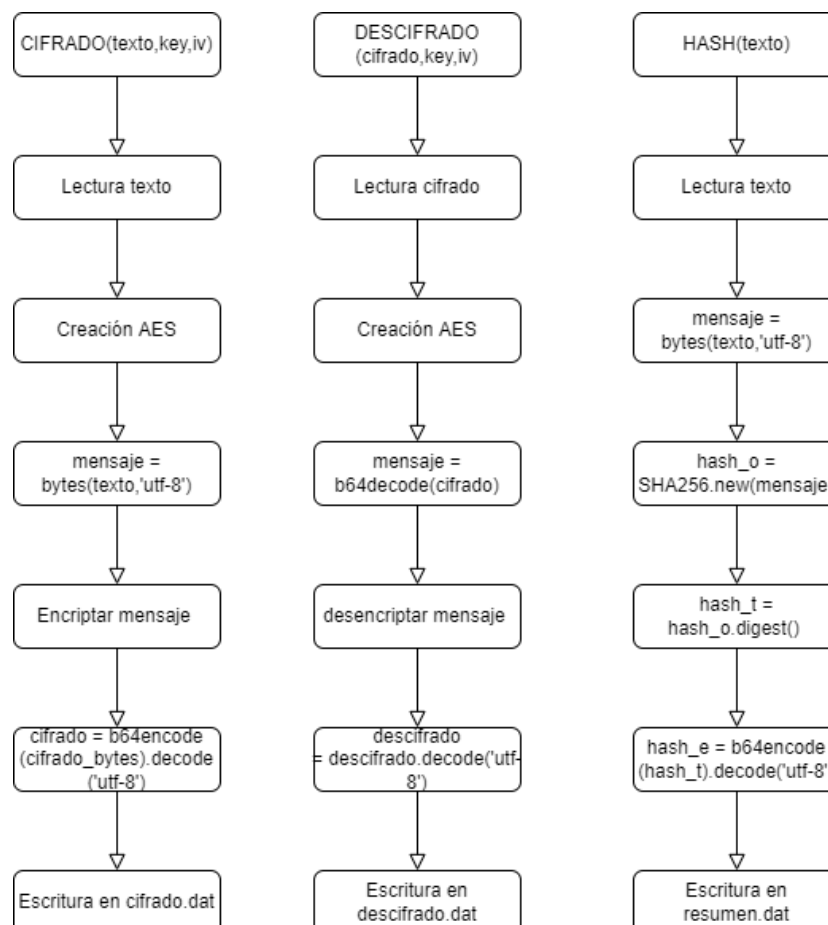 CIFRADO(texto,key,iv)
Lectura texto
Creación AES
mensaje =
bytes(texto,'utf-8')
Encriptar mensaje
cifrado = b64encode
(cifrado_bytes).decode
('utf-8')
Escritura en cifrado.dat
DESCIFRADO
(cifrado,key,iv)
Lectura cifrado
Creación AES
mensaje =
b64decode(cifrado)
desencriptar mensaje
descifrado
= descifrado.decode('utf-
8')
Escritura en
descifrado.dat
HASH(texto)
Lectura texto
mensaje =
bytes(texto,'utf-8')
hash_o =
SHA256.new(mensaje
hash_t =
hash_o.digest()
hash_e = b64encode
(hash_t).decode('utf-8'
Escritura en
resumen.dat